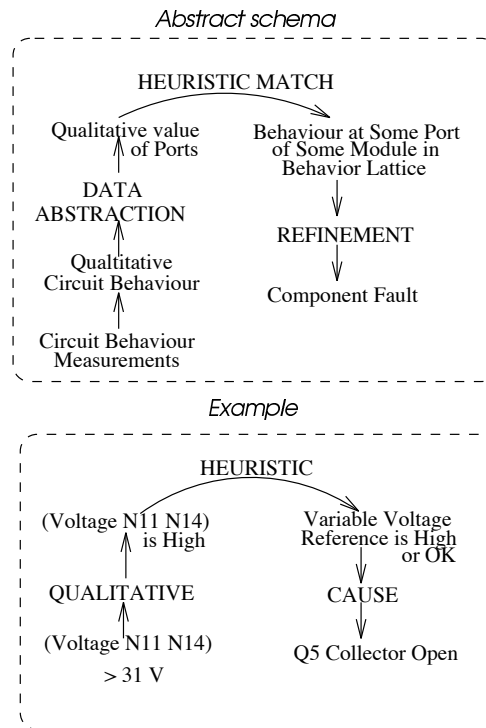 Abstract schema
HEURISTIC MATCH
Qualitative value
of Ports
DATA
ABSTRACTION
Qualtitative
Circuit Behaviour
Circuit Behaviour
Measurements
Behaviour at Some Port
of Some Module in
Behavior Lattice
REFINEMENT
Component Fault
Example
HEURISTIC
(Voltage N11 N14)
is High
QUALITATIVE
(Voltage N11 N14)
> 31 V
Variable Voltage
Reference is High
or OK
CAUSE
Q5 Collector Open